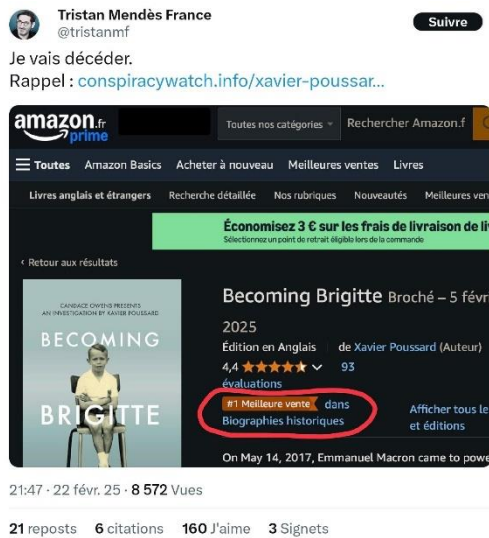 Tristan Mendès France
@tristanmf
Suivre
Je vais décéder.
Rappel : conspiracywatch.info/xavier-poussar...
amazon.fr
prime
Toutes nos catégories
Rechercher Amazon.f
Toutes Amazon Basics Acheter à nouveau Meilleures ventes Livres
Livres anglais et étrangers Recherche détaillée Nos rubriques Nouveautés Meilleures ven
Économisez 3 € sur les frais de livraison de li
Sélectionnez un point de retrait éligible lors de la commande
‹ Retour aux résultats
CANDACE OWENS PRESENTS
AN INVESTIGATION BY XAVIER POUSSARD
BECOMING
BRIGITTE
Becoming Brigitte Broché – 5 févri
2025
Édition en Anglais de Xavier Poussard (Auteur)
4,4 93
évaluations
#1 Meilleure vente dans
Biographies historiques
Afficher tous le
et éditions
On May 14, 2017, Emmanuel Macron came to powe
21:47 · 22 févr. 25 · 8 572 Vues
21 reposts 6 citations 160 J'aime 3 Signets